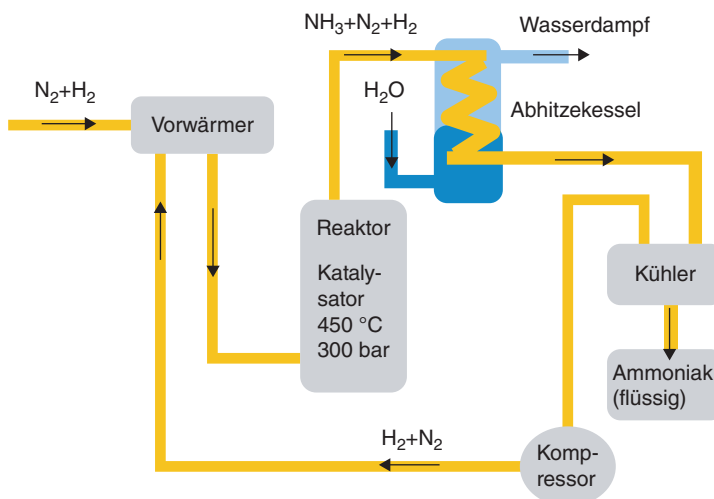 NH₃+N₂+H₂
Wasserdampf
N₂+H₂
H₂O
Vorwärmer
Abhitzekessel
Reaktor
Kataly-
sator
450 °C
300 bar
Kühler
Ammoniak
(flüssig)
H₂+N₂
Komp-
ressor